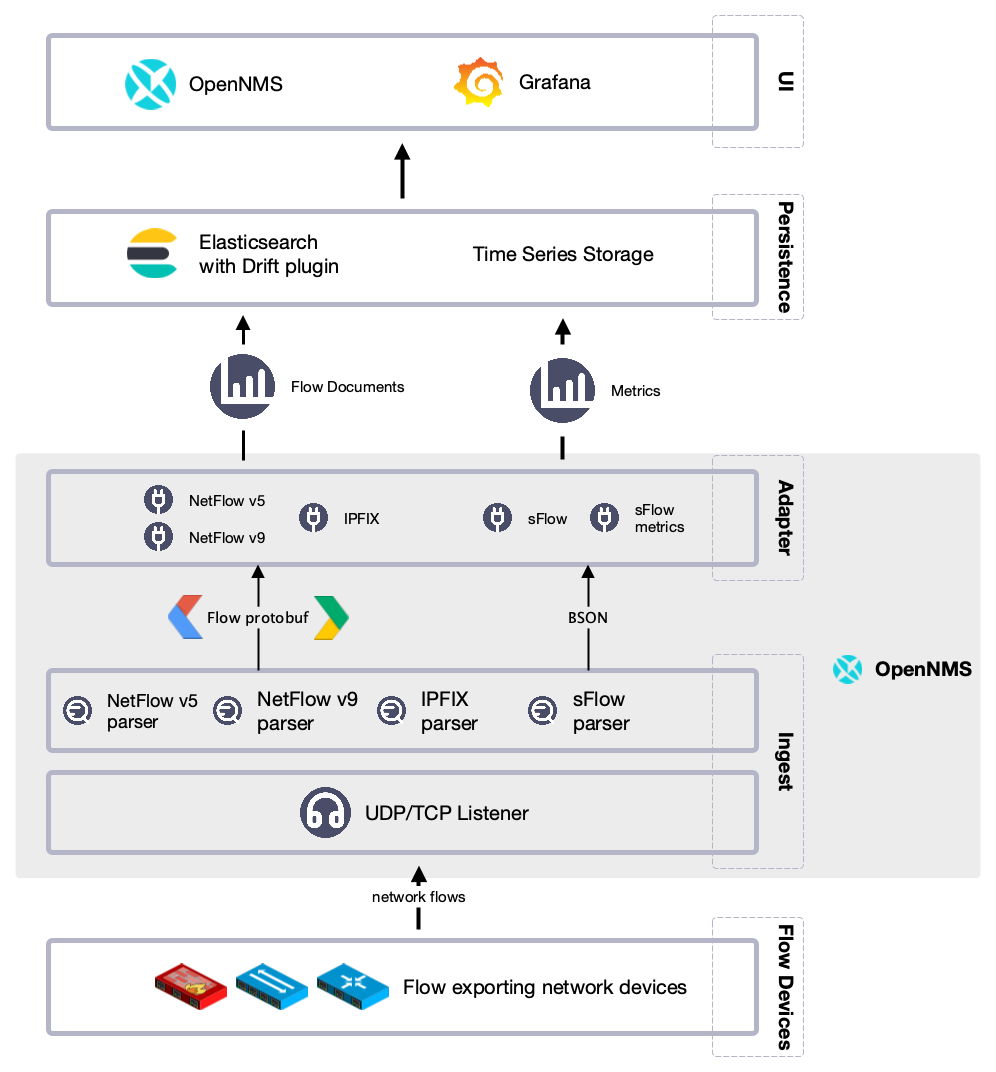 OpenNMS
Grafana
UI
Elasticsearch
with Drift plugin
Time Series Storage
Persistence
Flow Documents
Metrics
NetFlow v5
NetFlow v9
IPFIX
sFlow
sFlow
metrics
Adapter
Flow protobuf
BSON
OpenNMS
NetFlow v5
parser
NetFlow v9
parser
IPFIX
parser
sFlow
parser
Ingest
UDP/TCP Listener
network flows
Flow exporting network devices
Flow Devices